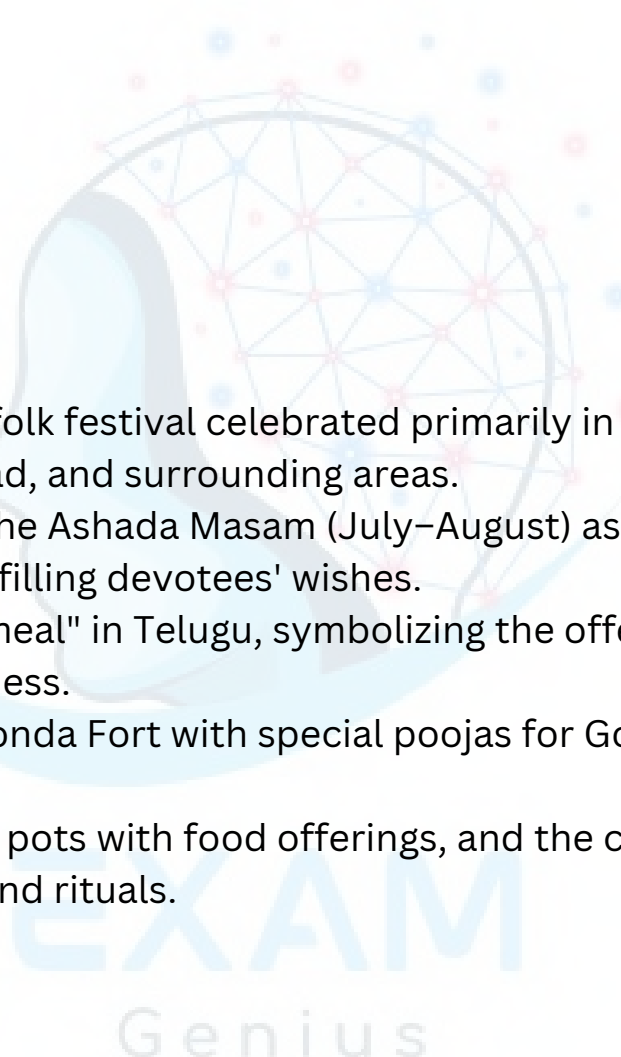 folk festival celebrated primarily in
ad, and surrounding areas.
he Ashada Masam (July–August) as
filling devotees' wishes.
neal" in Telugu, symbolizing the offe
ess.
onda Fort with special poojas for Go
pots with food offerings, and the c
nd rituals.
EXAM
Genius